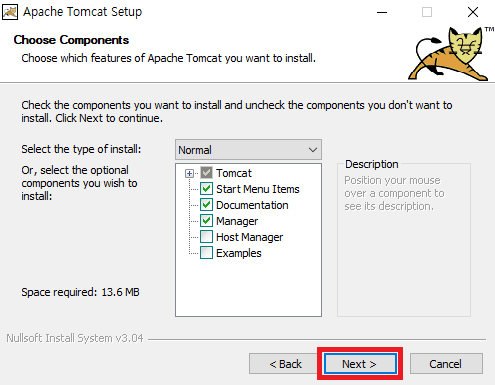 Apache Tomcat Setup
Choose Components
Choose which features of Apache Tomcat you want to install.
TM
Check the components you want to install and uncheck the components you don't want to
install. Click Next to continue.
Select the type of install:
Normal
Or, select the optional
components you wish to
install:
Tomcat
Start Menu Items
Documentation
Manager
Host Manager
Examples
Description
Position your mouse
over a component to
see its description.
Space required: 13.6 MB
Nullsoft Install System v3.04
< Back
Next >
Cancel